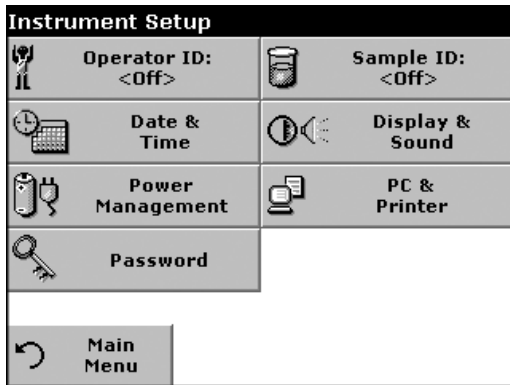 Instrument Setup
Operator ID:
<Off>
Sample ID:
<Off>
Date &
Time
Display &
Sound
Power
Management
PC &
Printer
Password
Main
Menu